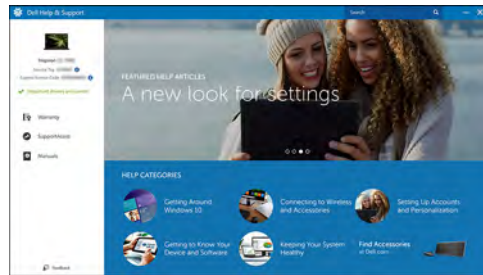 Dell Help & Support
Search
Inspiron
Service Tag
Express Service Code
Warranty
SupportAssist
Manuals
Feedback
FEATURED HELP ARTICLES
A new look for settings
HELP CATEGORIES
Getting Around
Windows 10
Connecting to Wireless
and Accessories
Setting Up Accounts
and Personalization
Getting to Know Your
Device and Software
Keeping Your System
Healthy
Find Accessories
at Dell.com